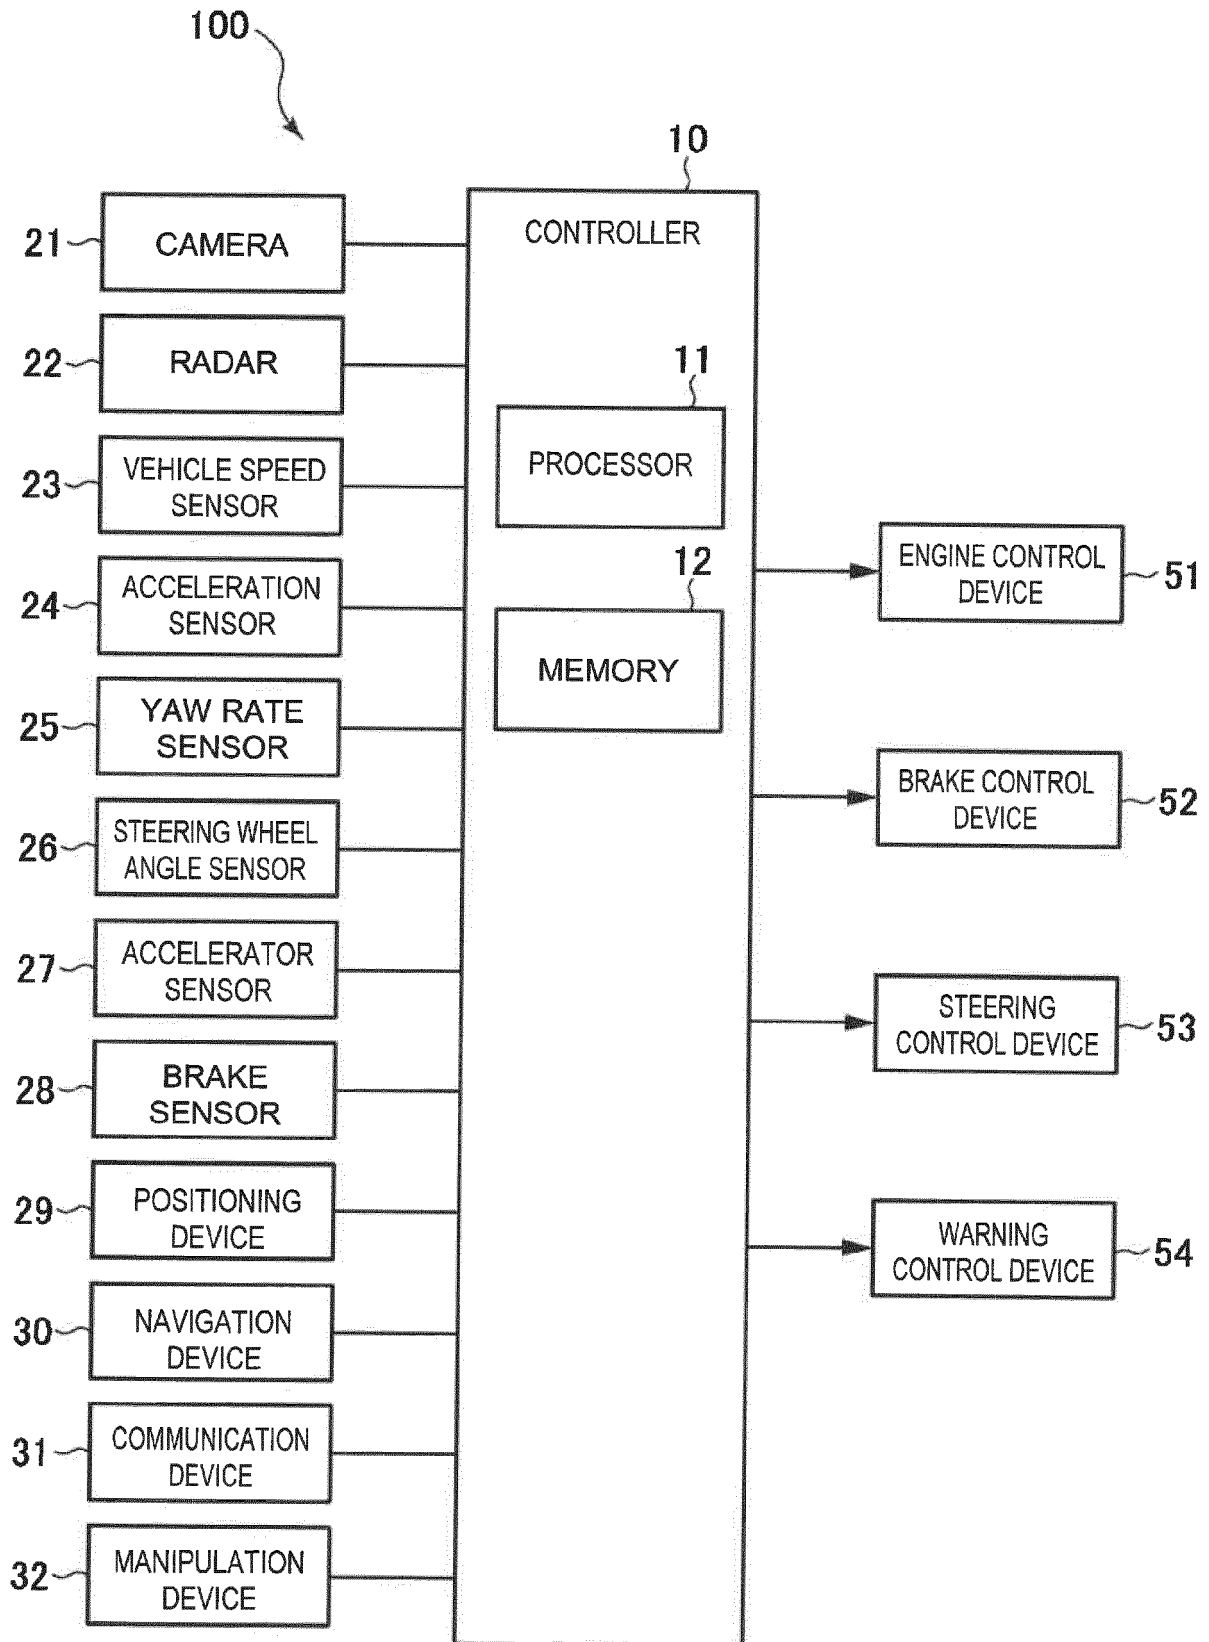 100
10
CONTROLLER
21
CAMERA
22
RADAR
11
PROCESSOR
23
VEHICLE SPEED
SENSOR
12
MEMORY
24
ACCELERATION
SENSOR
ENGINE CONTROL
DEVICE
51
25
YAW RATE
SENSOR
26
STEERING WHEEL
ANGLE SENSOR
BRAKE CONTROL
DEVICE
52
27
ACCELERATOR
SENSOR
STEERING
CONTROL DEVICE
53
28
BRAKE
SENSOR
29
POSITIONING
DEVICE
WARNING
CONTROL DEVICE
54
30
NAVIGATION
DEVICE
31
COMMUNICATION
DEVICE
32
MANIPULATION
DEVICE